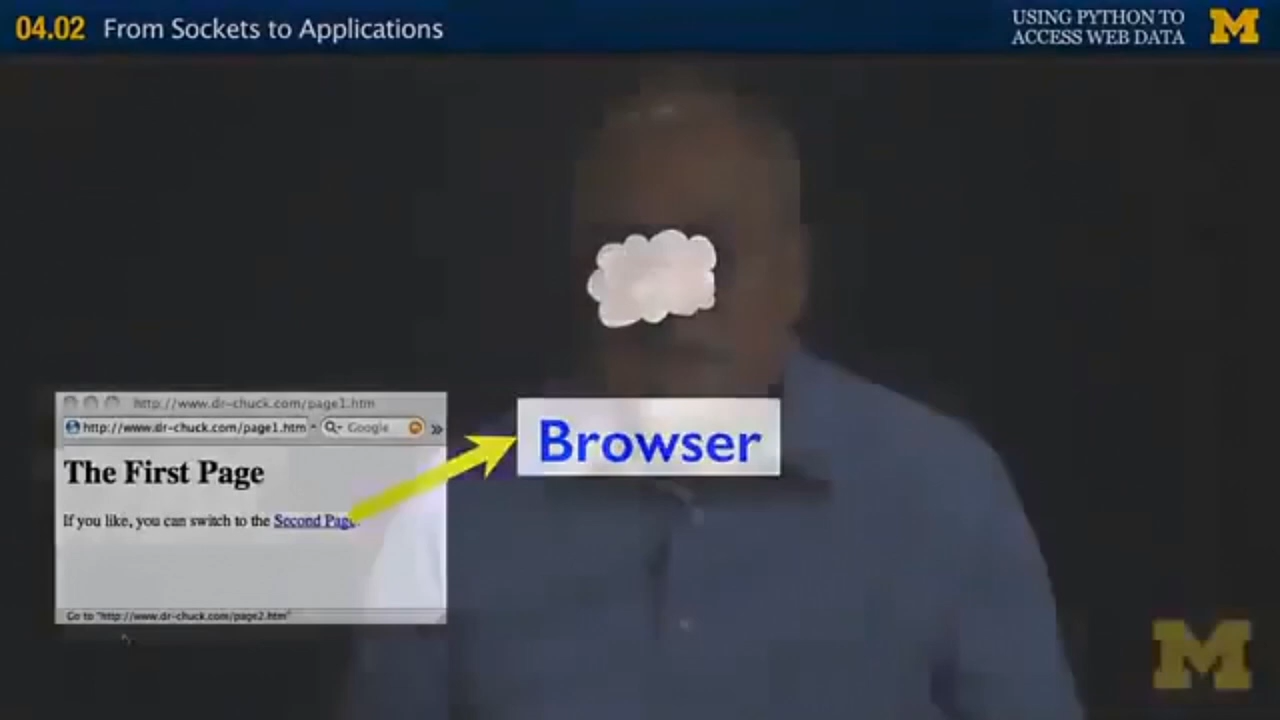 04.02 From Sockets to Applications
USING PYTHON TO
ACCESS WEB DATA
M
http://www.dr-chuck.com/page1.htm
http://www.dr-chuck.com/page1.htm
Google
»
The First Page
If you like, you can switch to the Second Page.
Go to "http://www.dr-chuck.com/page2.htm"
Browser
M